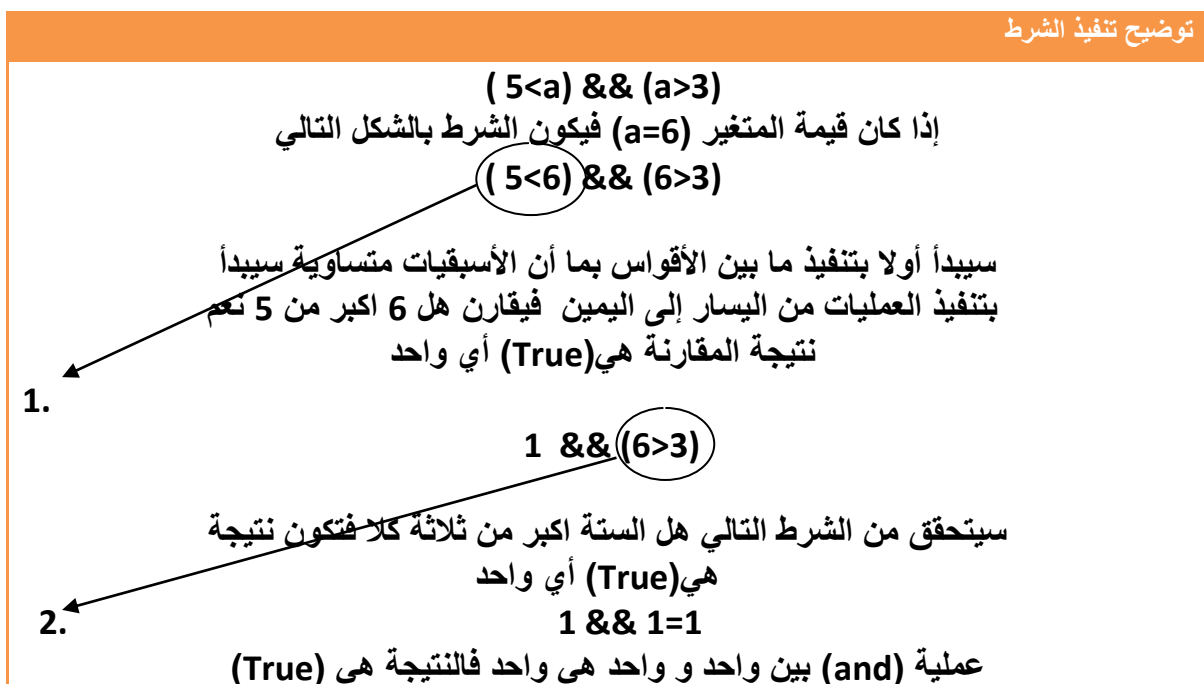 توضيح تنفيذ الشرط
( 5<a) && (a>3)
إذا كان قيمة المتغير (a=6) فيكون الشرط بالشكل التالي
( 5<6) && (6>3)
سيبدأ أولا بتنفيذ ما بين الأقواس بما أن الأسبقيات متساوية سيبدأ
بتنفيذ العمليات من اليسار إلى اليمين فيقارن هل 6 اكبر من 5 نعم
نتيجة المقارنة هي(True) أي واحد
1.
1 && (6>3)
سيتحقق من الشرط التالي هل الستة اكبر من ثلاثة كلا فتكون نتيجة
هي(True) أي واحد
2.
1 && 1=1
عملية (and) بين واحد و واحد هي واحد فالنتيجة هي (True)